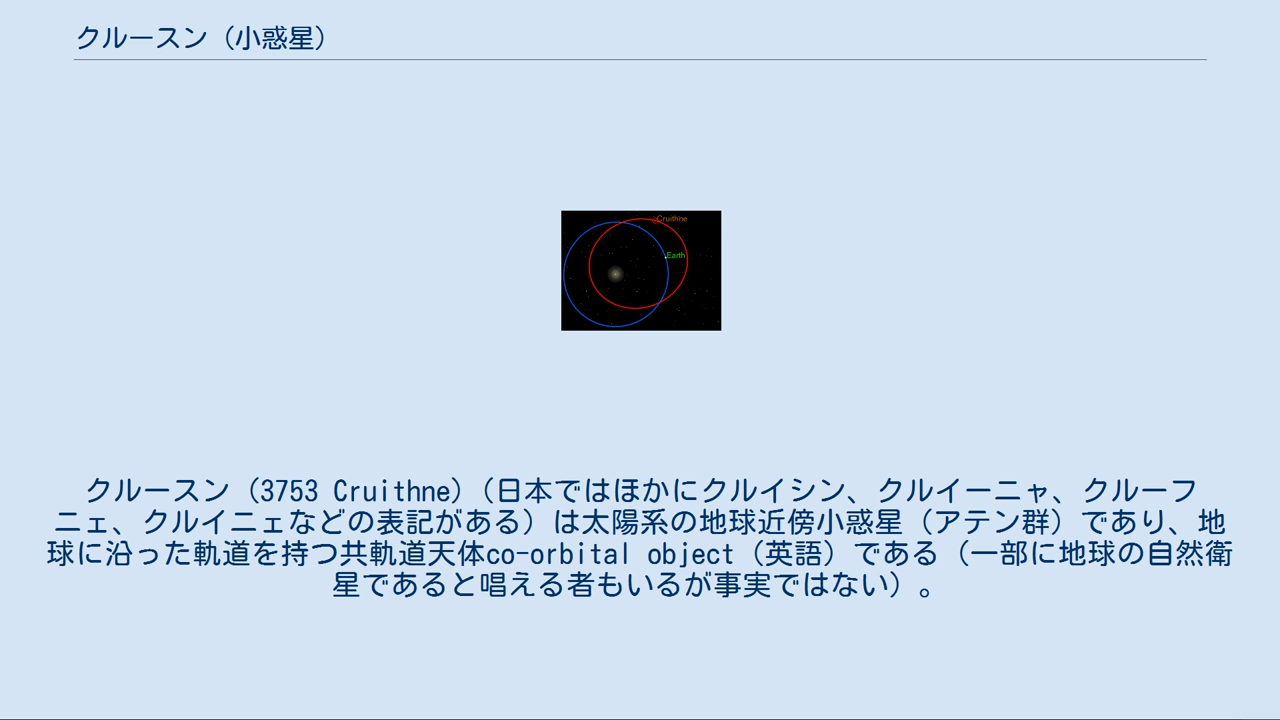 クルースン（小惑星）
Cruithne
Earth
クルースン（3753 Cruithne）（日本ではほかにクルイシン、クルイーニャ、クルーフ
ニェ、クルイニェなどの表記がある）は太陽系の地球近傍小惑星（アテン群）であり、地
球に沿った軌道を持つ共軌道天体co-orbital object（英語）である（一部に地球の自然衛
星であると唱える者もいるが事実ではない）。